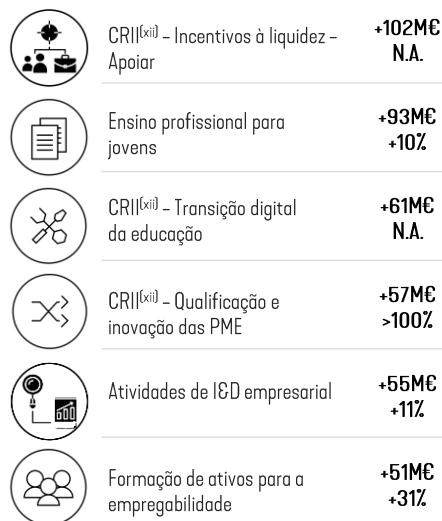 CRII(xii) – Incentivos à liquidez –
Apoiar
+102M€
N.A.
Ensino profissional para
jovens
+93M€
+10%
CRII(xii) – Transição digital
da educação
+61M€
N.A.
CRII(xii) – Qualificação e
inovação das PME
+57M€
>100%
Atividades de I&D empresarial
+55M€
+11%
Formação de ativos para a
empregabilidade
+51M€
+31%